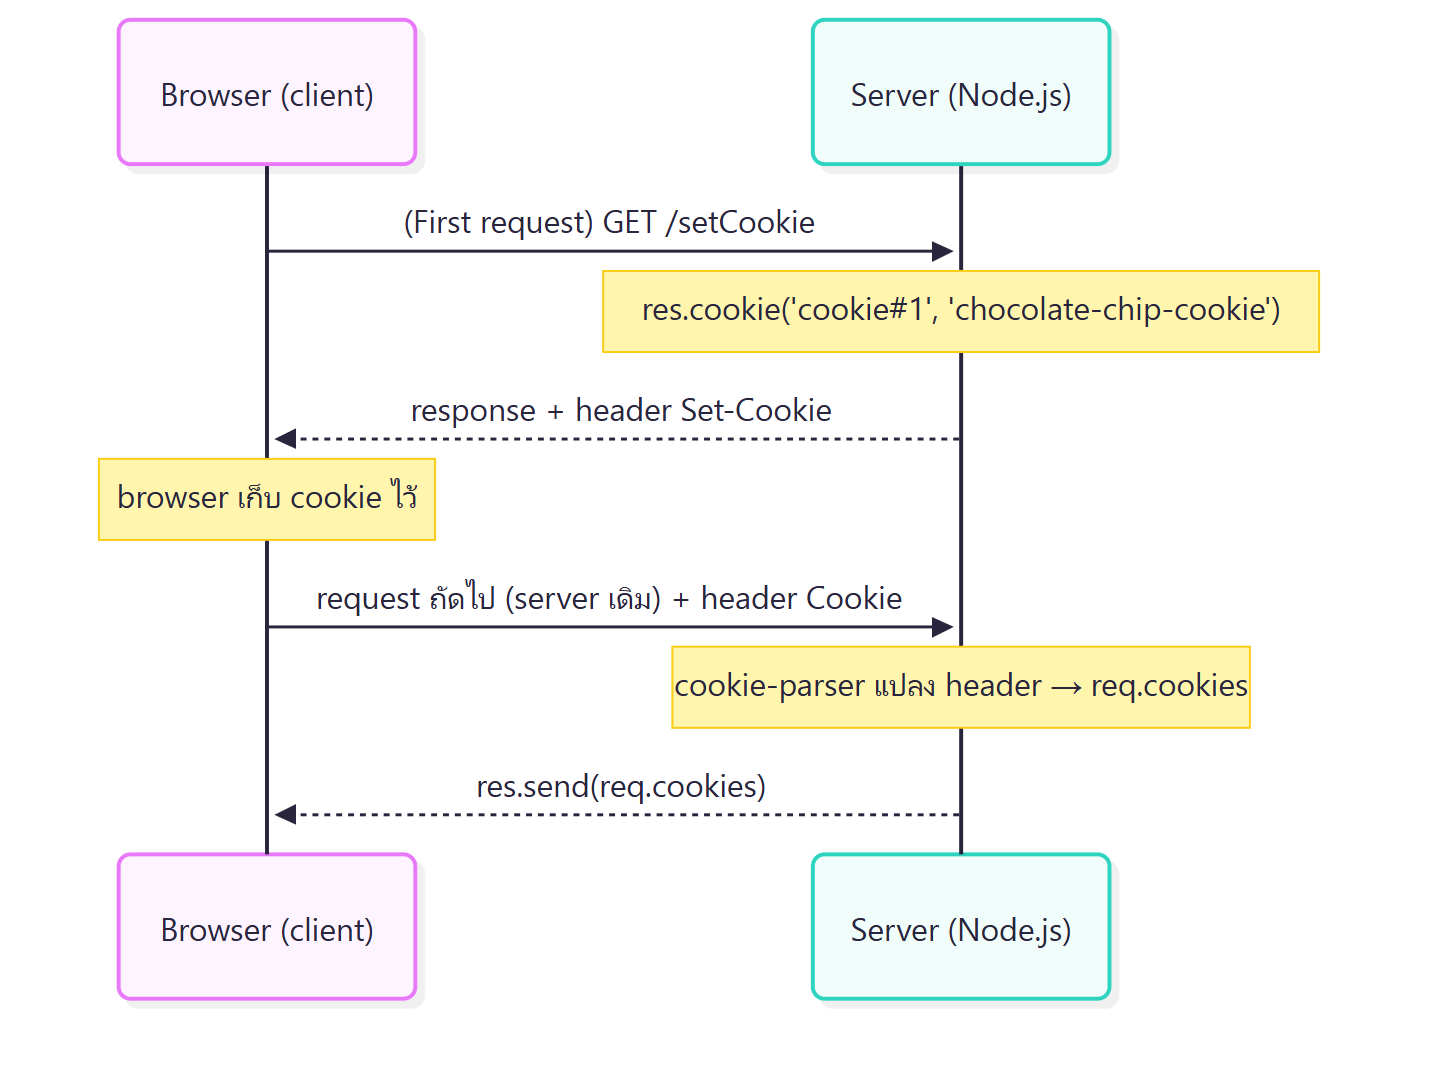 Browser (client)
Server (Node.js)
(First request) GET /setCookie
res.cookie('cookie#1', 'chocolate-chip-cookie')
response + header Set-Cookie
browser เก็บ cookie ไว้
request ถัดไป (server เดิม) + header Cookie
cookie-parser แปลง header → req.cookies
res.send(req.cookies)
Browser (client)
Server (Node.js)